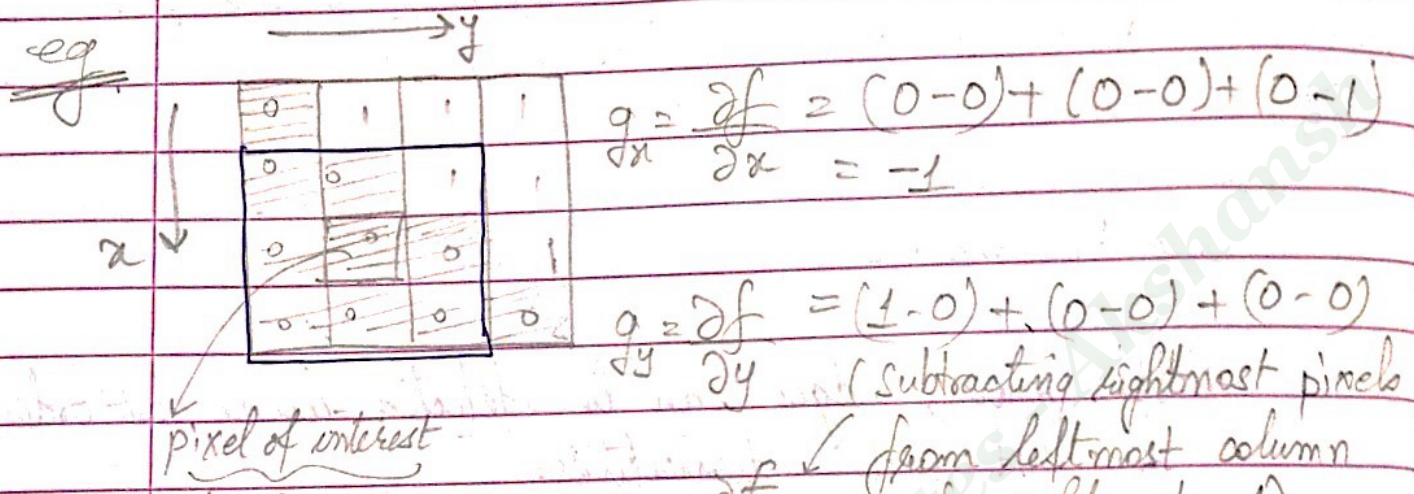 eg.
→ y
0 1 1 1
0 0 1 1
x 0 0 0 1
0 0 0 0
gx = ∂f/∂x = (0-0)+(0-0)+(0-1)
= -1
gy = ∂f/∂y = (1-0)+(0-0)+(0-0)
(subtracting rightmost pixels
from leftmost column
pixel of interest
∂f
Akshansh